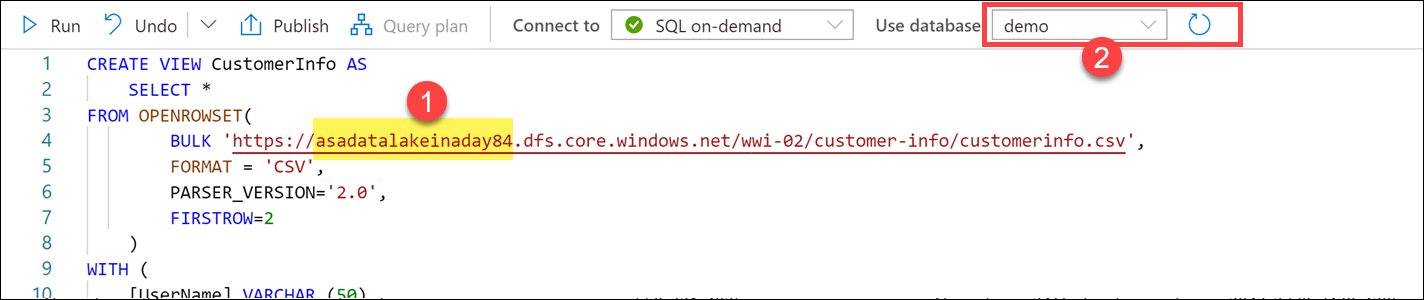 Run Undo Publish Query plan Connect to SQL on-demand Use database demo
2
1 CREATE VIEW CustomerInfo AS
2 SELECT *
1
3 FROM OPENROWSET(
4 BULK 'https://asadatalakeinaday84.dfs.core.windows.net/wwi-02/customer-info/customerinfo.csv',
5 FORMAT = 'CSV',
6 PARSER_VERSION='2.0',
7 FIRSTROW=2
8 )
9 WITH (
10 [UserName] VARCHAR (50)